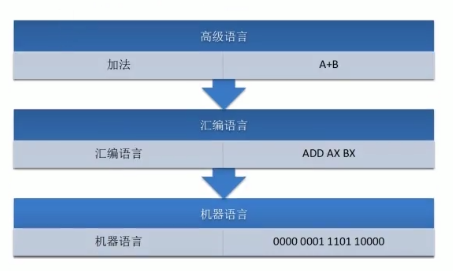 高级语言
加法 A+B
汇编语言
汇编语言 ADD AX BX
机器语言
机器语言 0000 0001 1101 10000